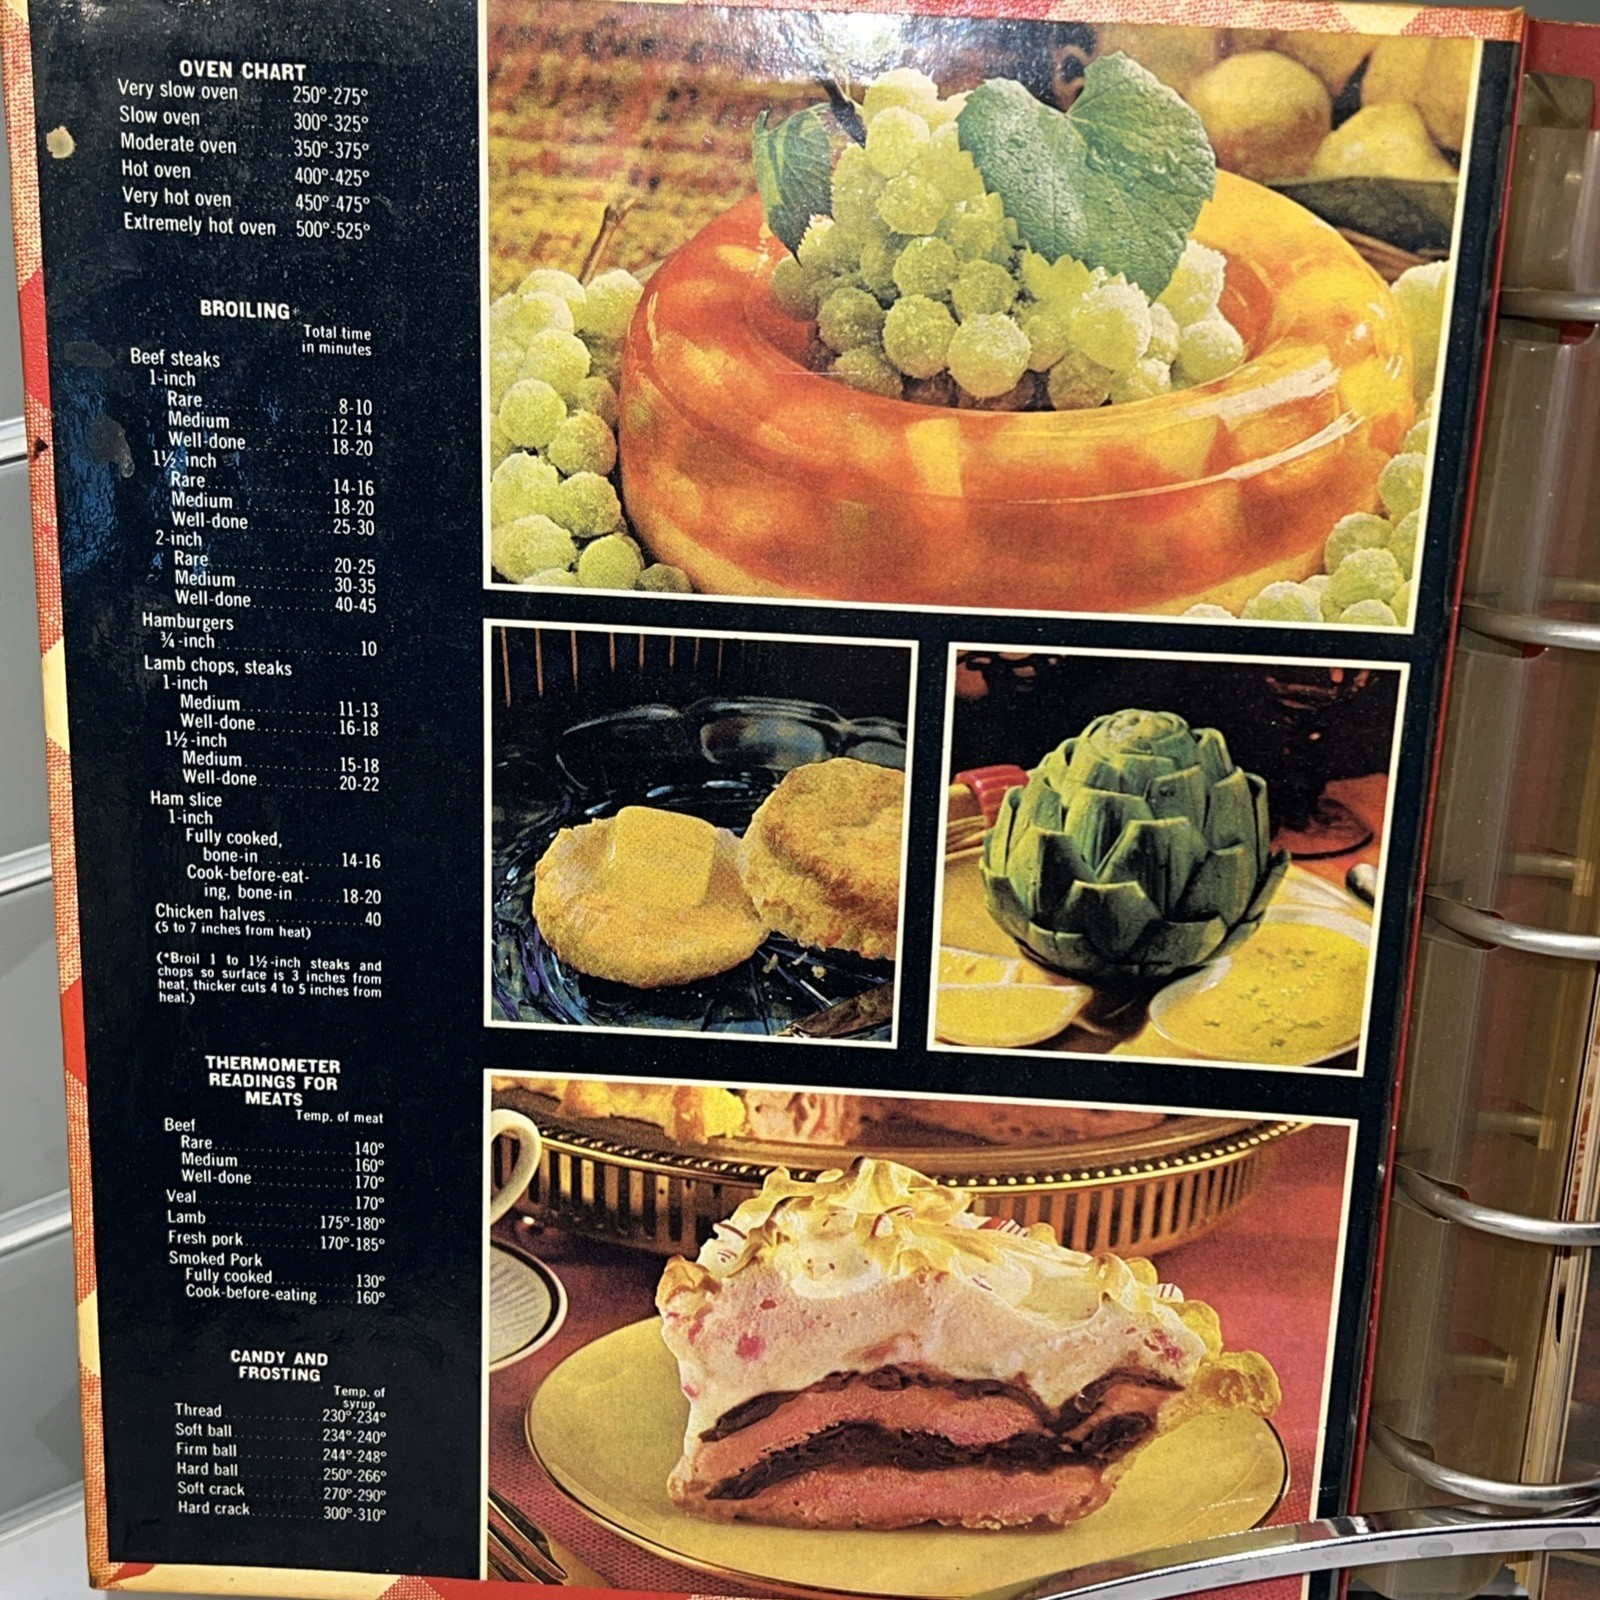 OVEN CHART
Very slow oven 250°-275°
Slow oven 300°-325°
Moderate oven 350°-375°
Hot oven 400°-425°
Very hot oven 450°-475°
Extremely hot oven 500°-525°
BROILING*
Total time
in minutes
Beef steaks
1-inch
Rare 8-10
Medium 12-14
Well-done 18-20
1½-inch
Rare 14-16
Medium 18-20
Well-done 25-30
2-inch
Rare 20-25
Medium 30-35
Well-done 40-45
Hamburgers
¾-inch 10
Lamb chops, steaks
1-inch
Medium 11-13
Well-done 16-18
1½-inch
Medium 15-18
Well-done 20-22
Ham slice
1-inch
Fully cooked,
bone-in 14-16
Cook-before-eat-
ing, bone-in 18-20
Chicken halves 40
(5 to 7 inches from heat)
(*Broil 1 to 1½-inch steaks and
chops so surface is 3 inches from
heat, thicker cuts 4 to 5 inches from
heat.)
THERMOMETER
READINGS FOR
MEATS
Temp. of meat
Beef
Rare 140°
Medium 160°
Well-done 170°
Veal 170°
Lamb 175°-180°
Fresh pork 170°-185°
Smoked Pork
Fully cooked 130°
Cook-before-eating 160°
CANDY AND
FROSTING
Temp. of
syrup
Thread 230°-234°
Soft ball 234°-240°
Firm ball 244°-248°
Hard ball 250°-266°
Soft crack 270°-290°
Hard crack 300°-310°